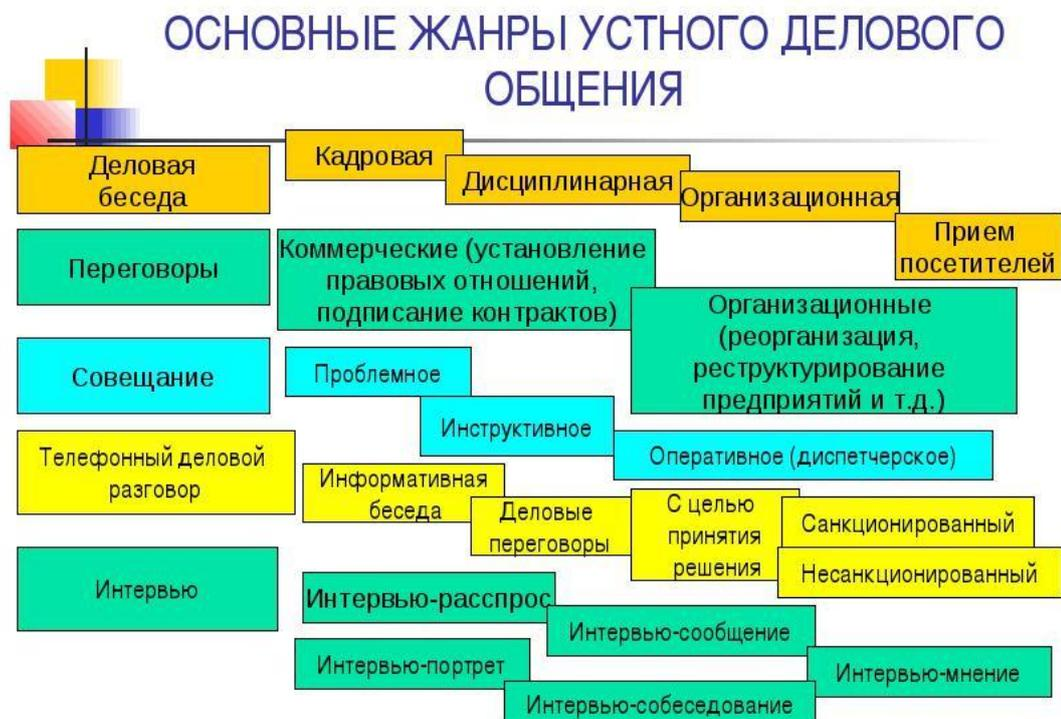 ОСНОВНЫЕ ЖАНРЫ УСТНОГО ДЕЛОВОГО
ОБЩЕНИЯ
Деловая
беседа
Кадровая
Дисциплинарная
Организационная
Прием
посетителей
Переговоры
Коммерческие (установление
правовых отношений,
подписание контрактов)
Организационные
(реорганизация,
реструктурирование
предприятий и т.д.)
Совещание
Проблемное
Инструктивное
Оперативное (диспетчерское)
Телефонный деловой
разговор
Информативная
беседа
Деловые
переговоры
С целью
принятия
решения
Санкционированный
Несанкционированный
Интервью
Интервью-расспрос
Интервью-сообщение
Интервью-портрет
Интервью-мнение
Интервью-собеседование